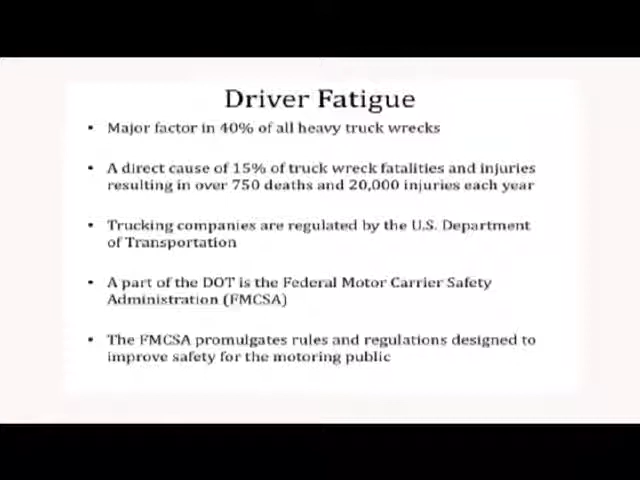 Driver Fatigue
• Major factor in 40% of all heavy truck wrecks
• A direct cause of 15% of truck wreck fatalities and injuries
resulting in over 750 deaths and 20,000 injuries each year
• Trucking companies are regulated by the U.S. Department
of Transportation
• A part of the DOT is the Federal Motor Carrier Safety
Administration (FMCSA)
• The FMCSA promulgates rules and regulations designed to
improve safety for the motoring public